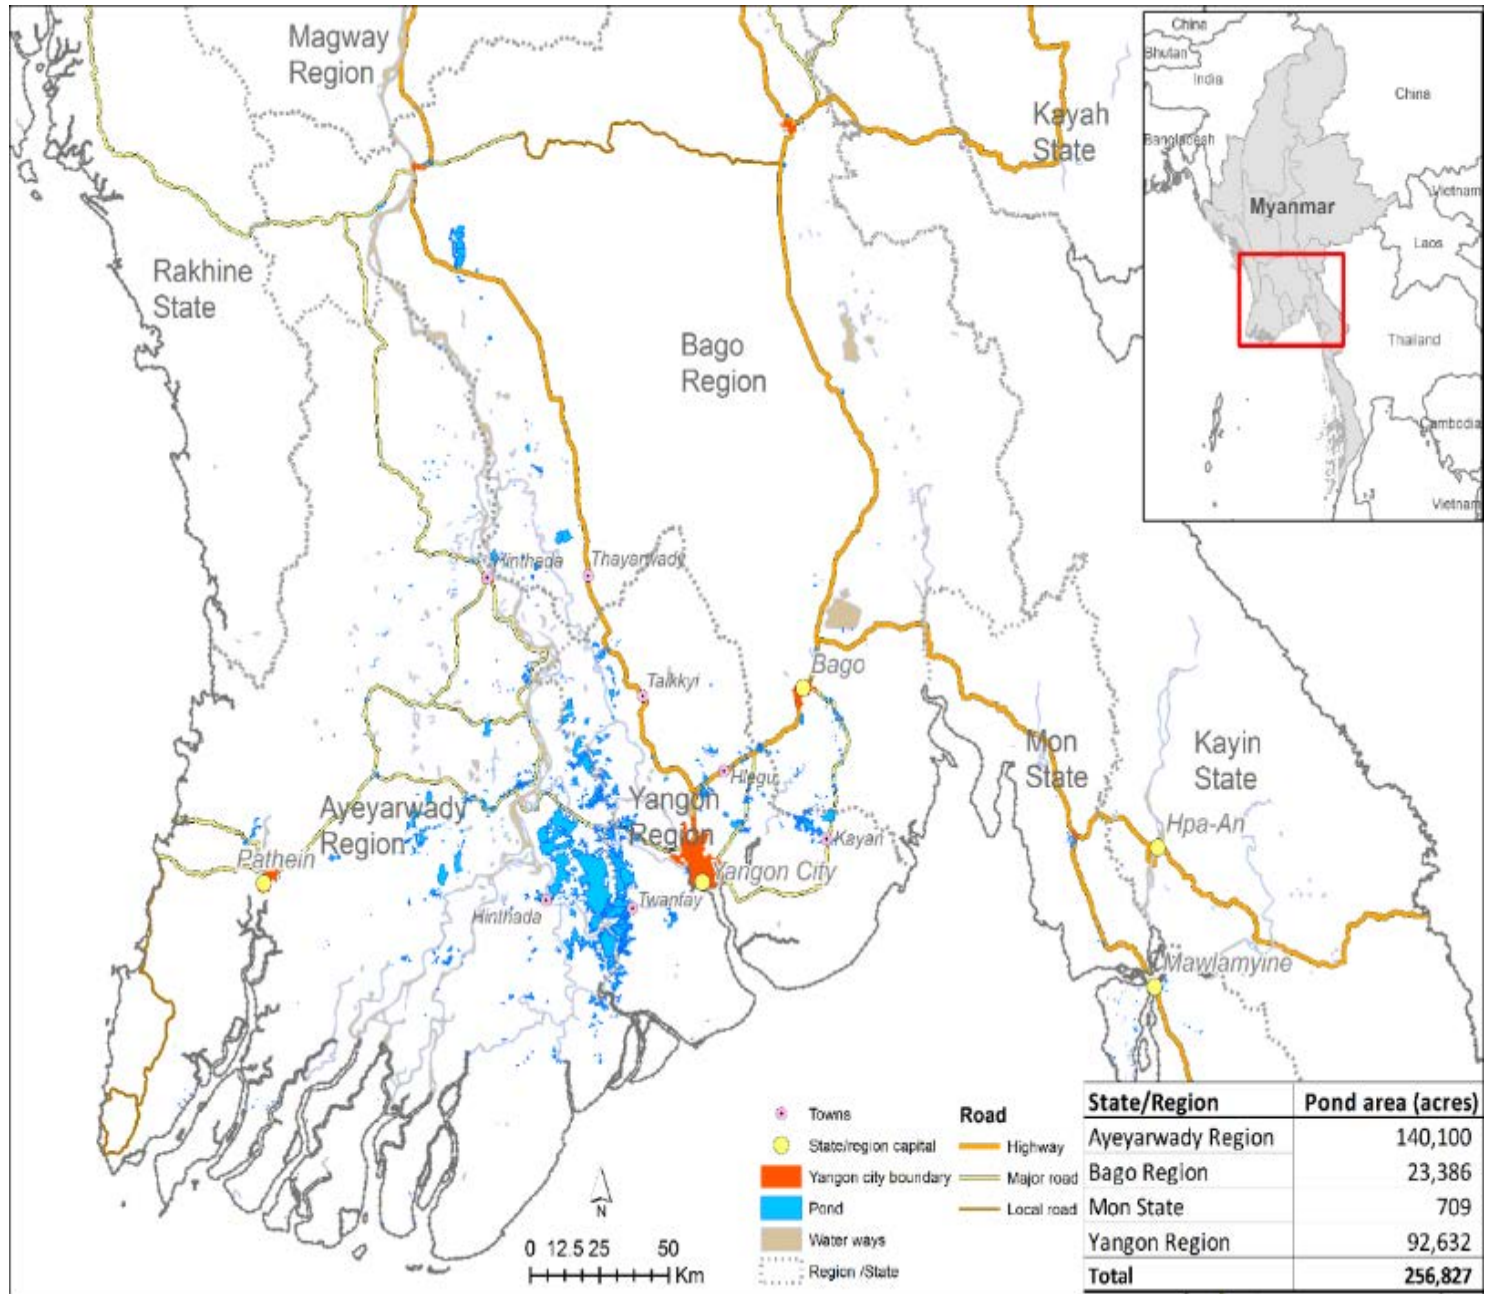 Magway
Region
Kayah
State
Rakhine
State
Bago
Region
Hinthada
Thayarwady
Bago
Taikkyi
Mon
State
Kayin
State
Hlegu
Yangon
Region
Ayeyarwady
Region
Hpa-An
Kayan
Pathein
Yangon City
Hinthada
Twantay
Mawlamyine
China
Bhutan
India
China
Bangladesh
Vietnam
Myanmar
Laos
Thailand
Cambodia
Vietnam
N
0 12.5 25 50
Km
Towns
State/region capital
Yangon city boundary
Pond
Water ways
Region /State
Road
Highway
Major road
Local road
State/Region Pond area (acres)
Ayeyarwady Region 140,100
Bago Region 23,386
Mon State 709
Yangon Region 92,632
Total 256,827